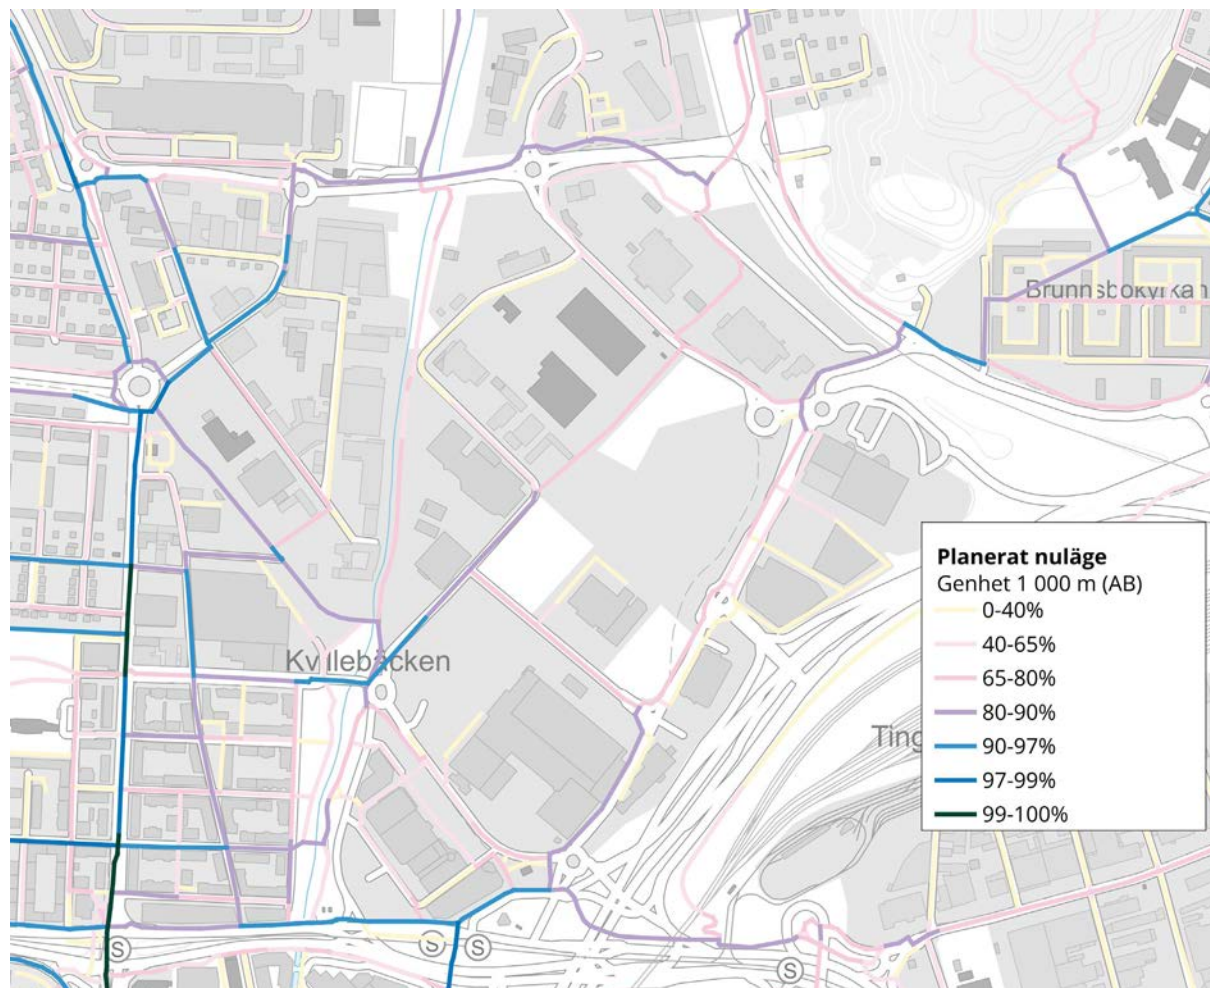 Brunnsbokyrkan
Planerat nuläge
Genhet 1 000 m (AB)
0-40%
40-65%
65-80%
Kvillebäcken
80-90%
Ting
90-97%
97-99%
99-100%
S
S
S
S